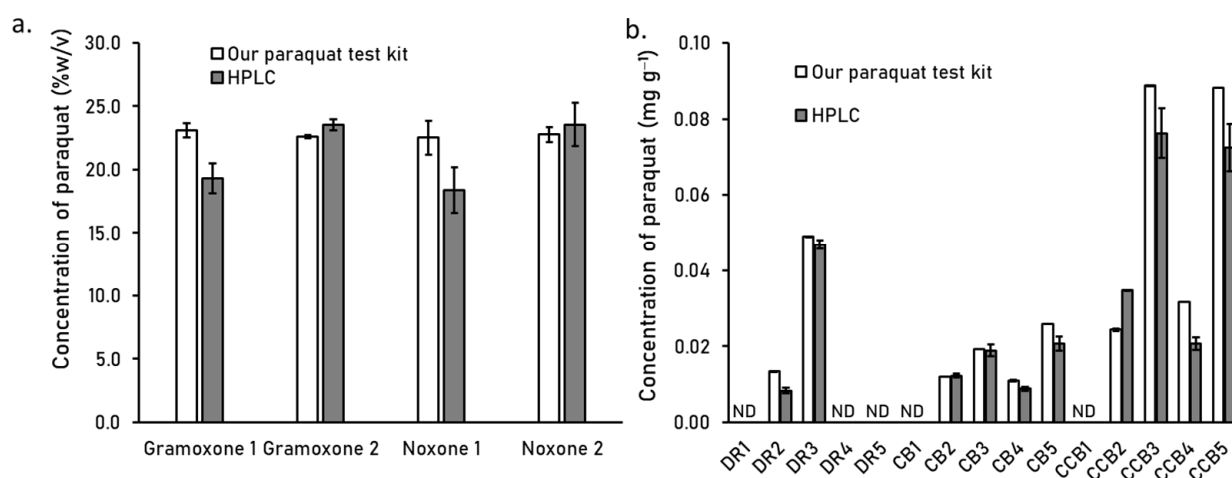 a.
Concentration of paraquat (%w/v)
30.0
25.0
20.0
15.0
10.0
5.0
0.0
Our paraquat test kit
HPLC
Gramoxone 1 Gramoxone 2 Noxone 1 Noxone 2
b.
Concentration of paraquat (mg g⁻¹)
0.10
0.08
0.06
0.04
0.02
0.00
Our paraquat test kit
HPLC
ND ND ND ND ND
DR1 DR2 DR3 DR4 DR5 CB1 CB2 CB3 CB4 CB5 CCB1 CCB2 CCB3 CCB4 CCB5